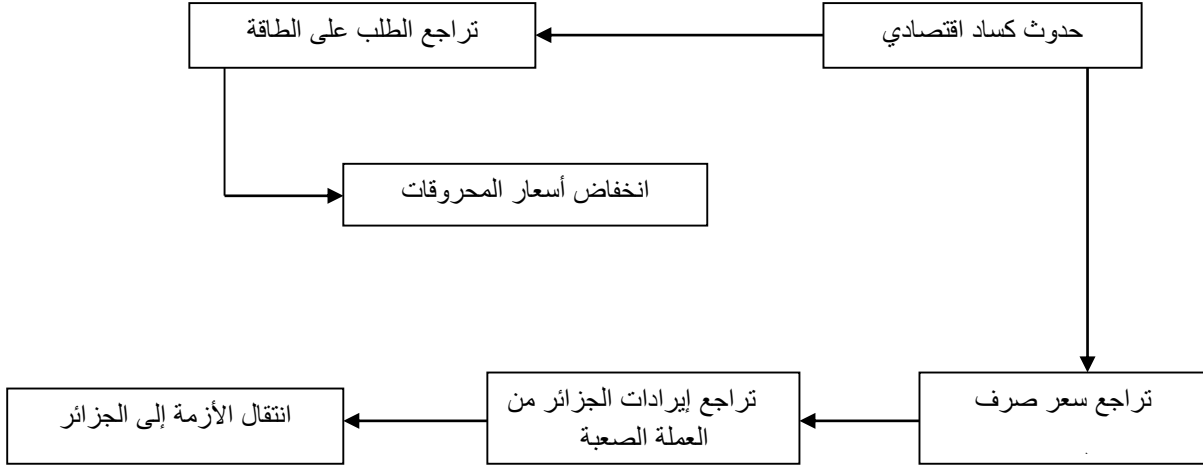 حدوث كساد اقتصادي
تراجع الطلب على الطاقة
انخفاض أسعار المحروقات
تراجع سعر صرف
تراجع إيرادات الجزائر من
العملة الصعبة
انتقال الأزمة إلى الجزائر